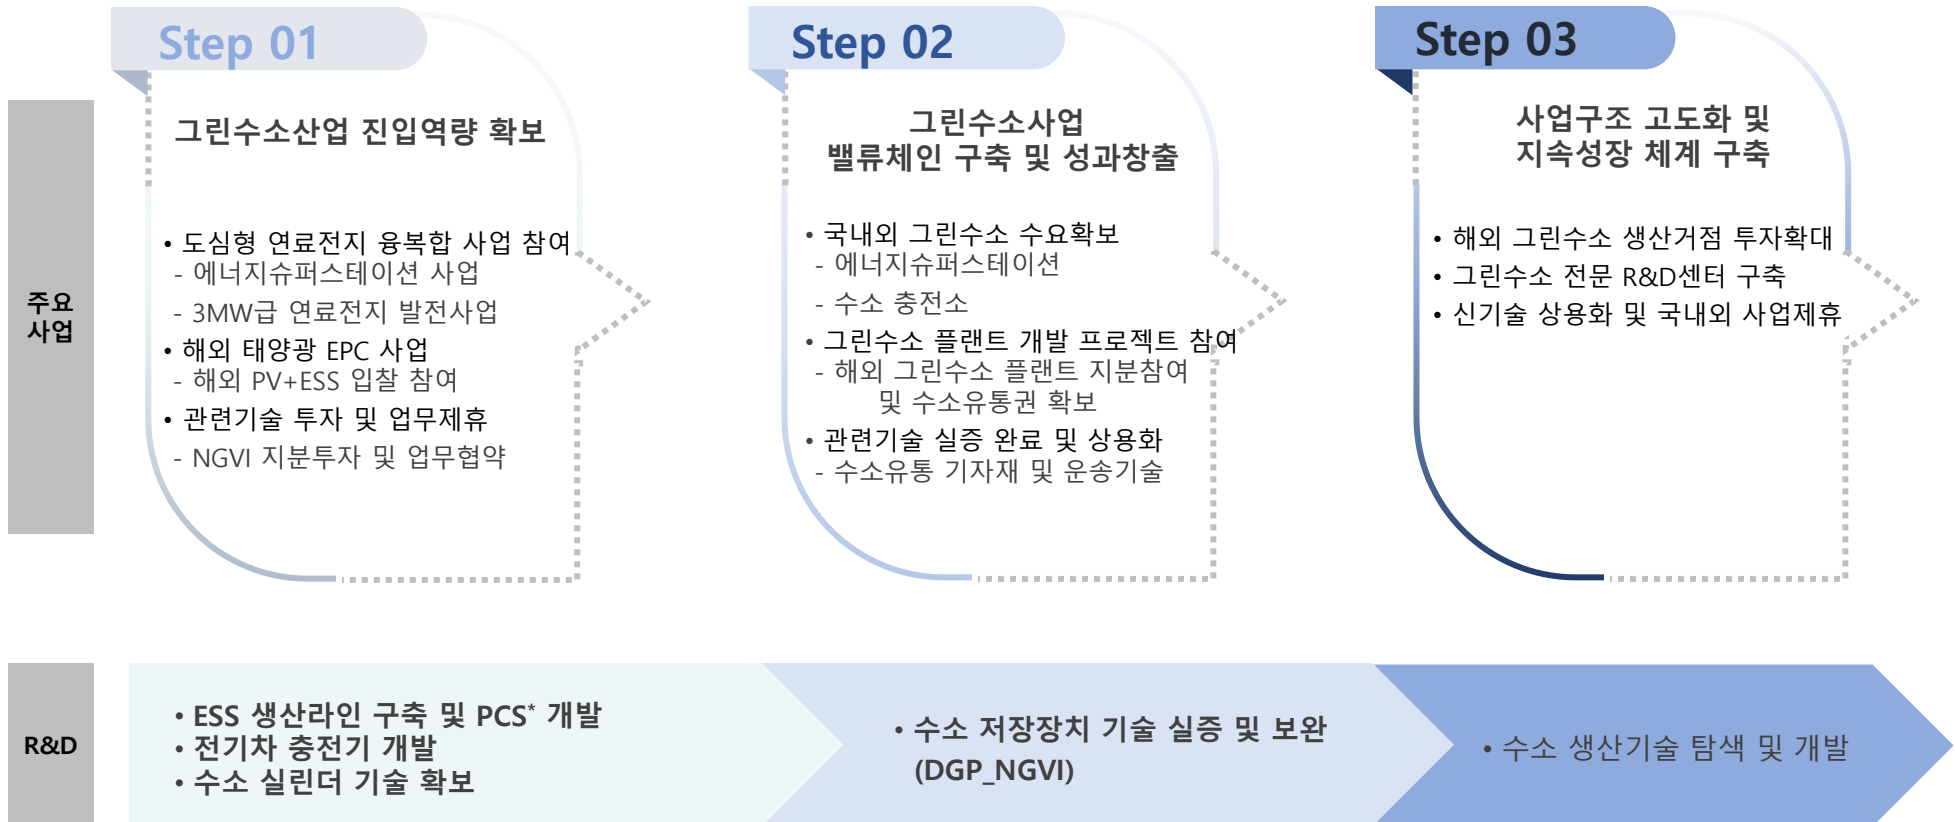 Step 01
그린수소산업 진입역량 확보
• 도심형 연료전지 융복합 사업 참여
- 에너지슈퍼스테이션 사업
- 3MW급 연료전지 발전사업
• 해외 태양광 EPC 사업
- 해외 PV+ESS 입찰 참여
• 관련기술 투자 및 업무제휴
- NGVI 지분투자 및 업무협약
Step 02
그린수소사업
밸류체인 구축 및 성과창출
• 국내외 그린수소 수요확보
- 에너지슈퍼스테이션
- 수소 충전소
• 그린수소 플랜트 개발 프로젝트 참여
- 해외 그린수소 플랜트 지분참여
및 수소유통권 확보
• 관련기술 실증 완료 및 상용화
- 수소유통 기자재 및 운송기술
Step 03
사업구조 고도화 및
지속성장 체계 구축
• 해외 그린수소 생산거점 투자확대
• 그린수소 전문 R&D센터 구축
• 신기술 상용화 및 국내외 사업제휴
주요
사업
R&D
• ESS 생산라인 구축 및 PCS* 개발
• 전기차 충전기 개발
• 수소 실린더 기술 확보
• 수소 저장장치 기술 실증 및 보완
(DGP_NGVI)
• 수소 생산기술 탐색 및 개발